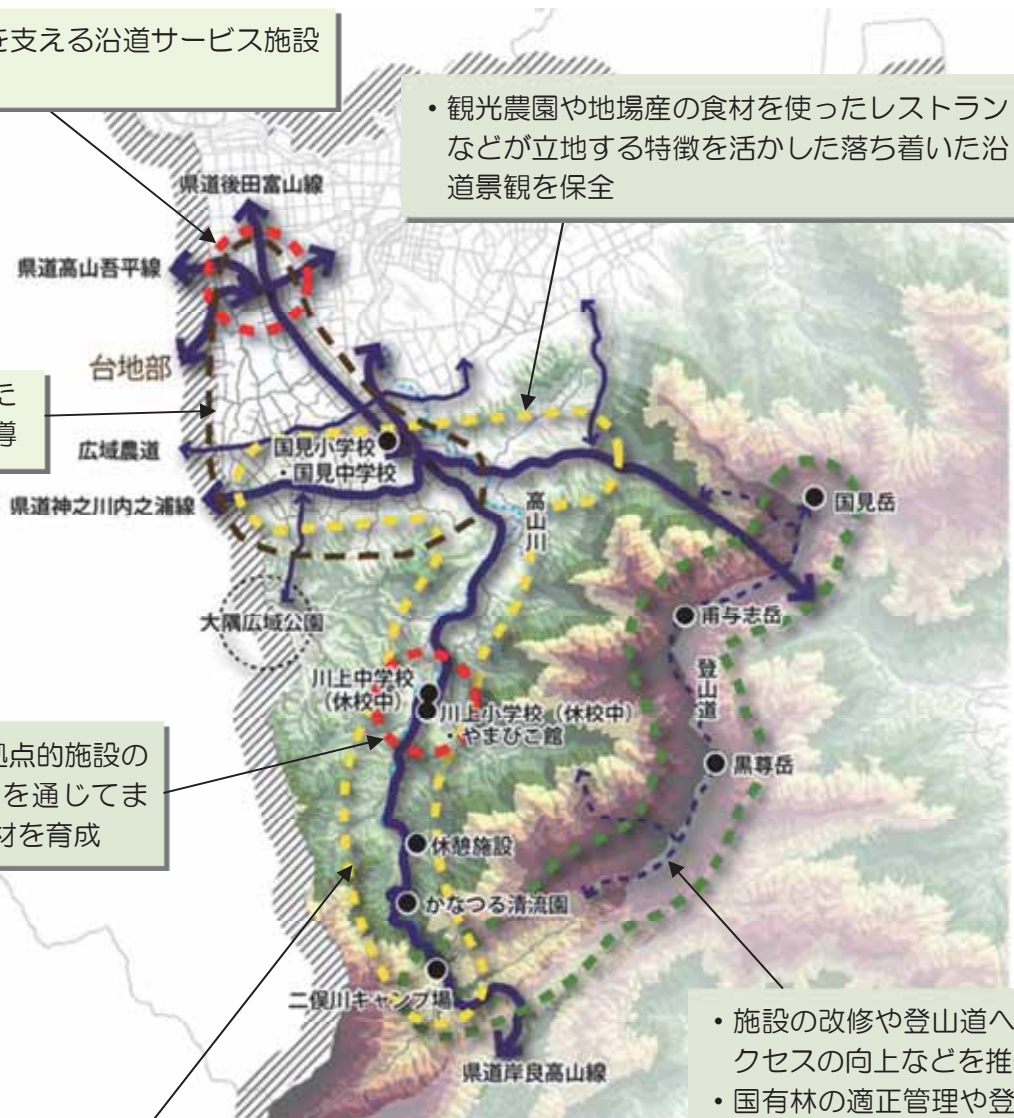 を支える沿道サービス施設
・観光農園や地場産の食材を使ったレストラン
などが立地する特徴を活かした落ち着いた沿
道景観を保全
県道後田富山線
県道高山吾平線
台地部
た
導
広域農道
国見小学校
・国見中学校
県道神之川内之浦線
高山川
国見岳
大隅広域公園
甫与志岳
登山道
川上中学校
（休校中）
川上小学校（休校中）
・やまびこ館
黒尊岳
拠点的施設の
を通じてま
材を育成
休憩施設
かなつる清流園
二俣川キャンプ場
県道岸良高山線
・施設の改修や登山道へ
クセスの向上などを推
・国有林の適正管理や登